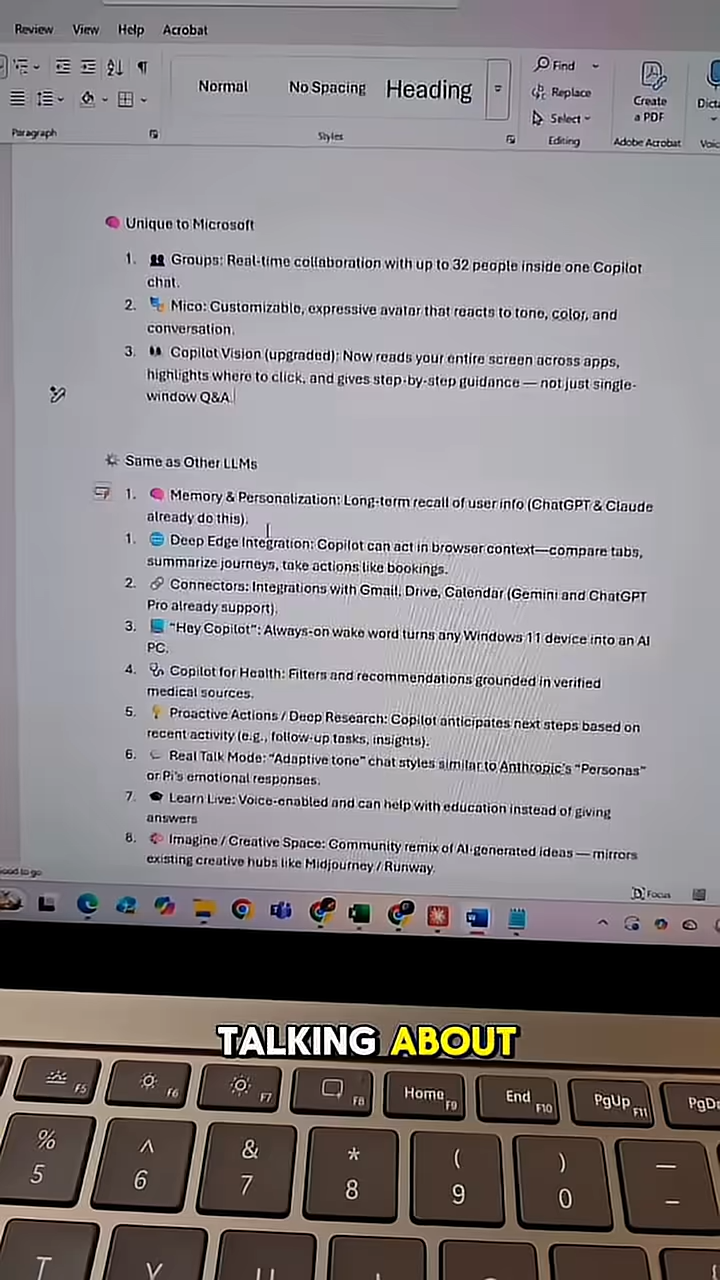 Review View Help Acrobat
Normal No Spacing Heading
Find
Replace
Select
Create
a PDF
Paragraph Styles Editing Adobe Acrobat
Unique to Microsoft
1. Groups: Real-time collaboration with up to 32 people inside one Copilot
chat.
2. Mico: Customizable, expressive avatar that reacts to tone, color, and
conversation.
3. Copilot Vision (upgraded): Now reads your entire screen across apps,
highlights where to click, and gives step-by-step guidance — not just single-
window Q&A.
Same as Other LLMs
1. Memory & Personalization: Long-term recall of user info (ChatGPT & Claude
already do this).
1. Deep Edge Integration: Copilot can act in browser context—compare tabs,
summarize journeys, take actions like bookings.
2. Connectors: Integrations with Gmail, Drive, Calendar (Gemini and ChatGPT
Pro already support).
3. "Hey Copilot": Always-on wake word turns any Windows 11 device into an AI
PC.
4. Copilot for Health: Filters and recommendations grounded in verified
medical sources.
5. Proactive Actions / Deep Research: Copilot anticipates next steps based on
recent activity (e.g., follow-up tasks, insights).
6. Real Talk Mode: "Adaptive tone" chat styles similar to Anthropic's "Personas"
or Pi's emotional responses.
7. Learn Live: Voice-enabled and can help with education instead of giving
answers
8. Imagine / Creative Space: Community remix of AI-generated ideas — mirrors
existing creative hubs like Midjourney / Runway.
to go
Focus
TALKING ABOUT
F5 F6 F7 F8 Home F9 End F10 PgUp F11
% ^ & * ( ) —
5 6 7 8 9 0 –
T Y U